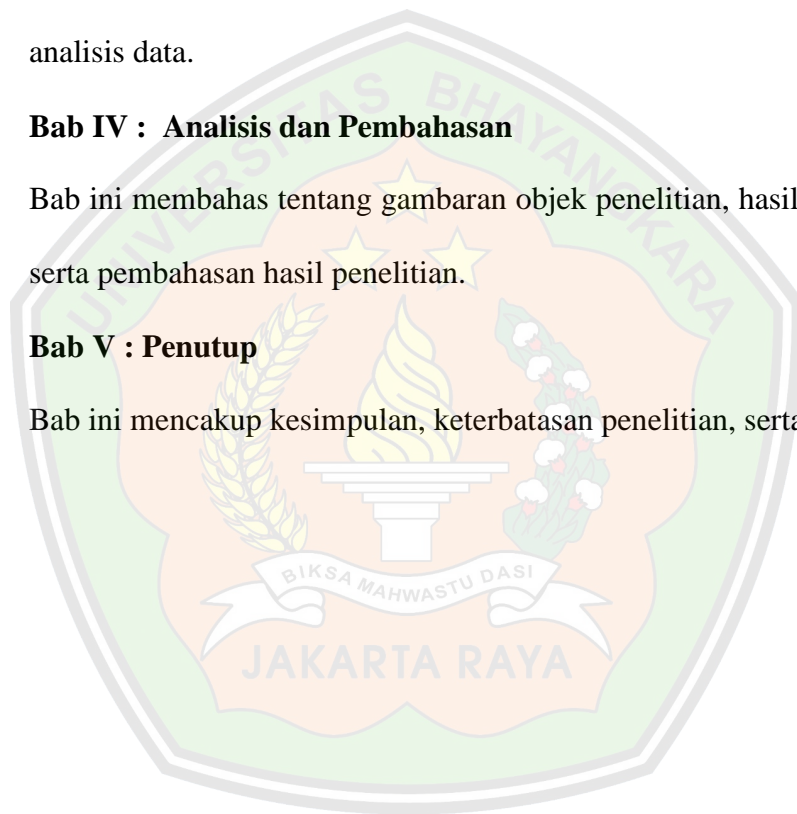 analisis data.
Bab IV : Analisis dan Pembahasan
Bab ini membahas tentang gambaran objek penelitian, hasil
serta pembahasan hasil penelitian.
Bab V : Penutup
Bab ini mencakup kesimpulan, keterbatasan penelitian, serta
UNIVERSITAS BHAYANGKARA
BIKSA MAHWASTU DASI
JAKARTA RAYA